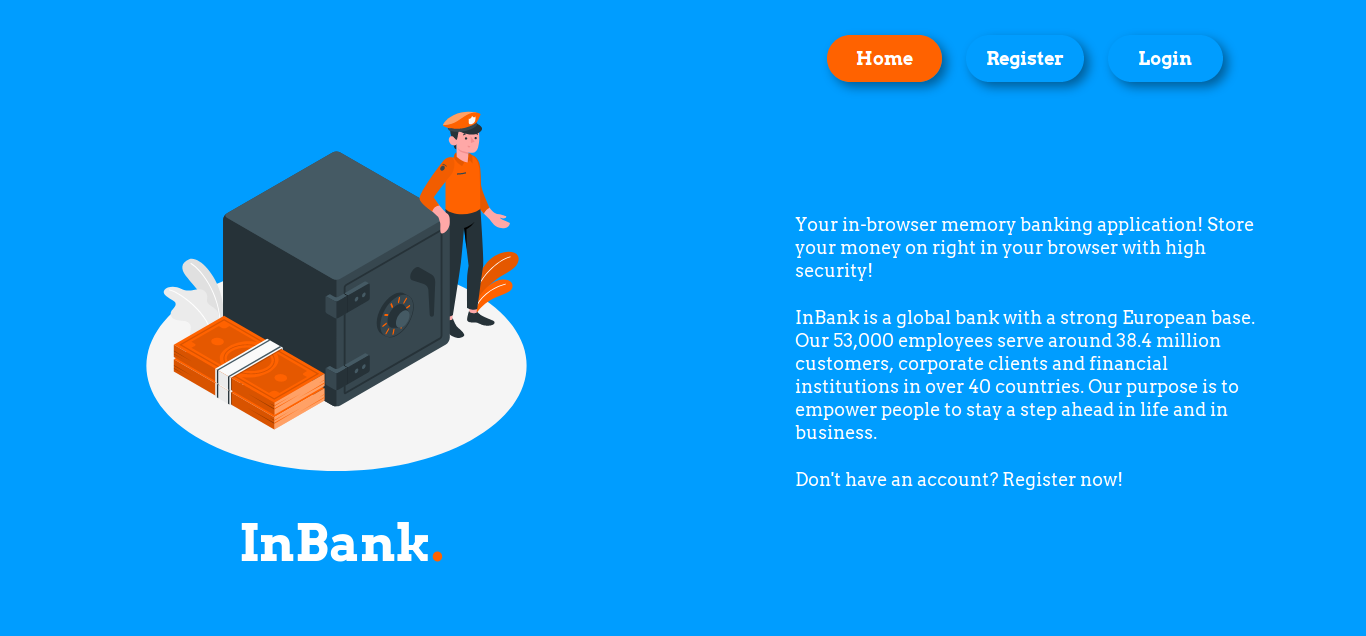 Home
Register
Login
Your in-browser memory banking application! Store
your money on right in your browser with high
security!
InBank is a global bank with a strong European base.
Our 53,000 employees serve around 38.4 million
customers, corporate clients and financial
institutions in over 40 countries. Our purpose is to
empower people to stay a step ahead in life and in
business.
Don't have an account? Register now!
InBank.